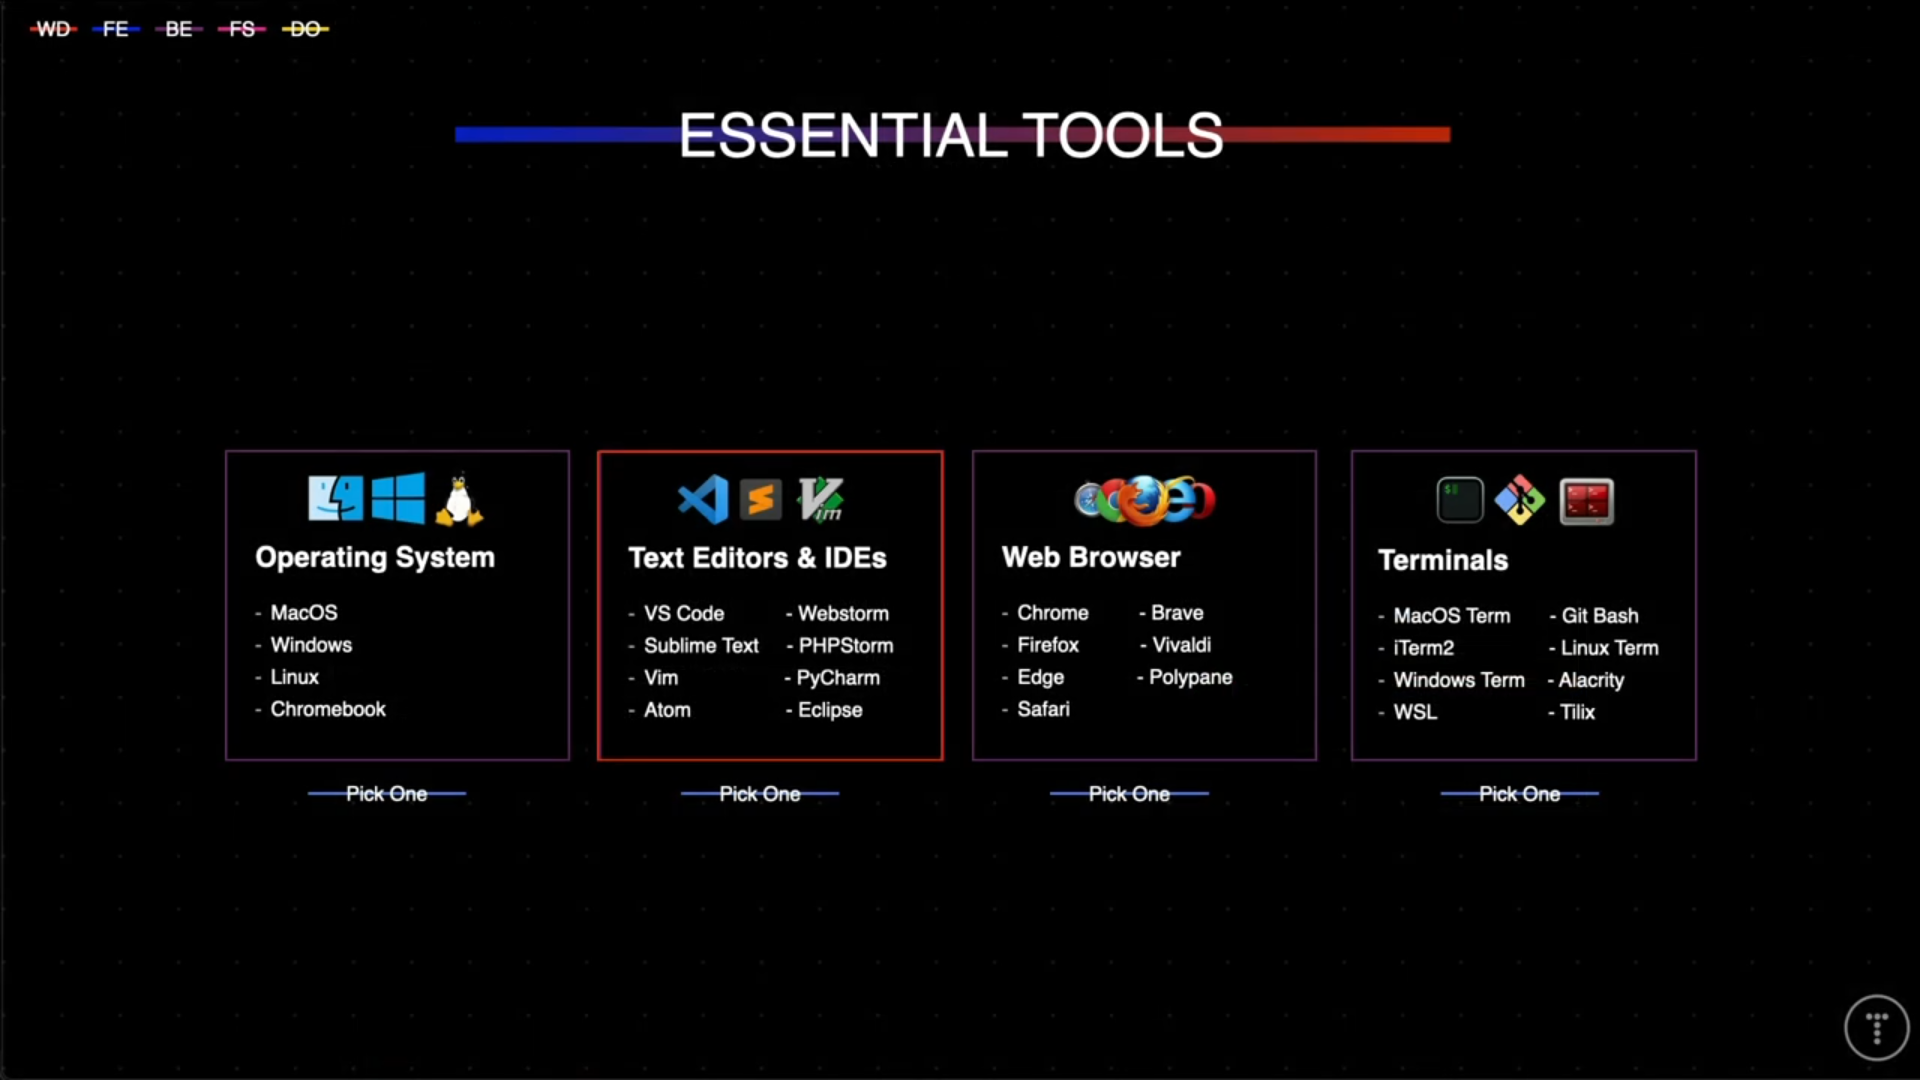 WD FE BE FS DO
ESSENTIAL TOOLS
Operating System
- MacOS
- Windows
- Linux
- Chromebook
Pick One
Text Editors & IDEs
- VS Code - Webstorm
- Sublime Text - PHPStorm
- Vim - PyCharm
- Atom - Eclipse
Pick One
Web Browser
- Chrome - Brave
- Firefox - Vivaldi
- Edge - Polypane
- Safari
Pick One
Terminals
- MacOS Term - Git Bash
- iTerm2 - Linux Term
- Windows Term - Alacrity
- WSL - Tilix
Pick One